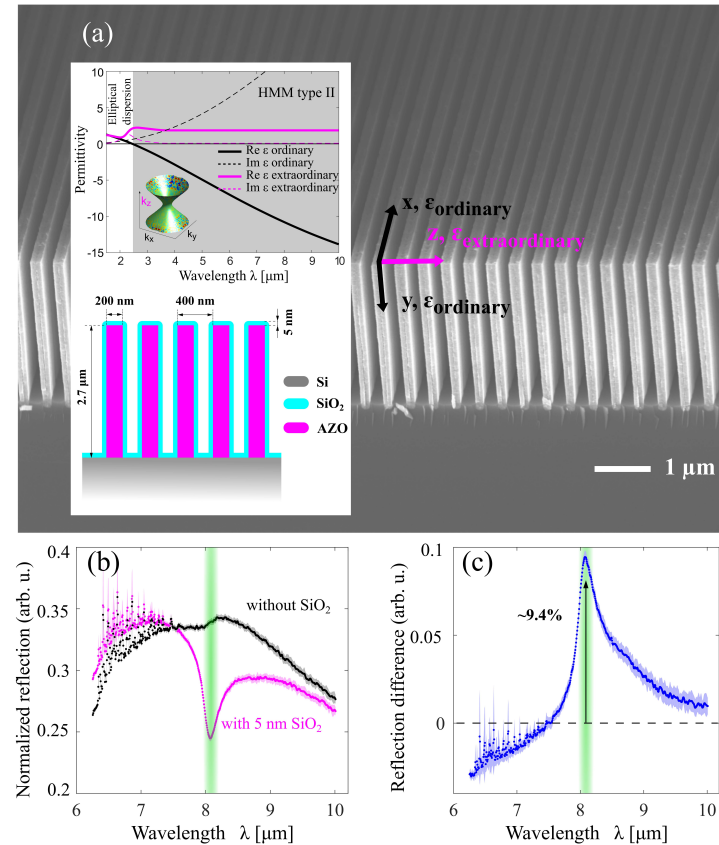 (a)
10
5
0
-5
-10
-15
Permittivity
Elliptical
dispersion
HMM type II
Re ε ordinary
Im ε ordinary
Re ε extraordinary
Im ε extraordinary
kz
kx
ky
2 3 4 5 6 7 8 9 10
Wavelength λ [μm]
x, εordinary
z, εextraordinary
y, εordinary
200 nm
400 nm
5 nm
2.7 μm
Si
SiO₂
AZO
1 μm
(b)
0.4
0.35
0.3
0.25
0.2
Normalized reflection (arb. u.)
without SiO₂
with 5 nm SiO₂
6 7 8 9 10
Wavelength λ [μm]
(c)
0.1
0.05
0
Reflection difference (arb. u.)
~9.4%
6 7 8 9 10
Wavelength λ [μm]